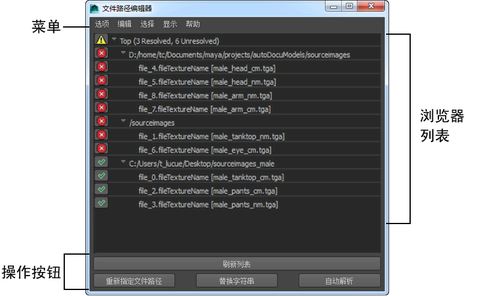 文件路径编辑器
菜单
选项 编辑 选择 显示 帮助
Top (3 Resolved, 6 Unresolved)
D:/home/tc/Documents/maya/projects/autoDocuModels/sourceimages
file_4.fileTextureName [male_head_cm.tga]
file_5.fileTextureName [male_head_nm.tga]
file_8.fileTextureName [male_arm_nm.tga]
file_7.fileTextureName [male_arm_cm.tga]
/sourceimages
file_1.fileTextureName [male_tanktop_nm.tga]
file_6.fileTextureName [male_eye_cm.tga]
C:/Users/t_lucue/Desktop/sourceimages_male
file_0.fileTextureName [male_tanktop_cm.tga]
file_2.fileTextureName [male_pants_cm.tga]
file_3.fileTextureName [male_pants_nm.tga]
浏览器
列表
操作按钮
刷新列表
重新指定文件路径 替换字符串 自动解析